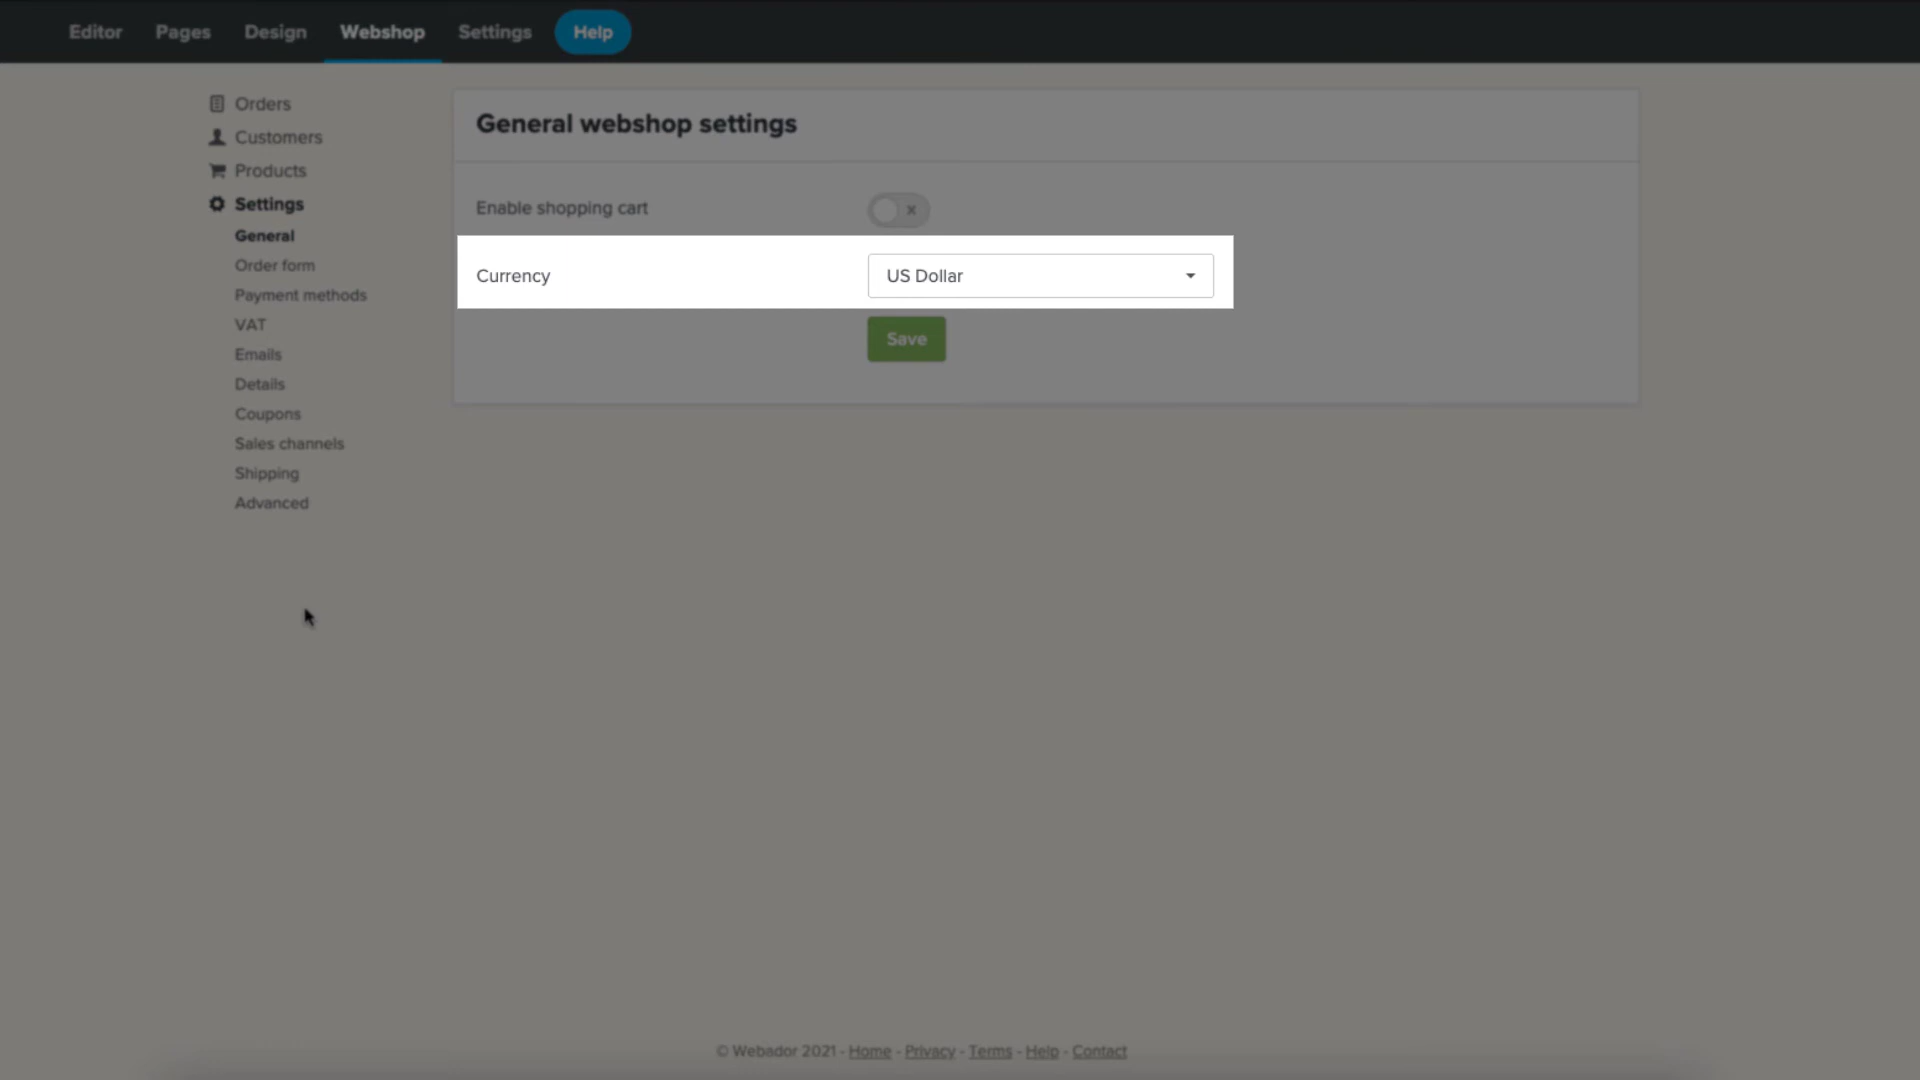 Editor Pages Design Webshop Settings Help
Orders
Customers
Products
Settings
General
Order form
Payment methods
VAT
Emails
Details
Coupons
Sales channels
Shipping
Advanced
General webshop settings
Enable shopping cart
Currency US Dollar
Save
© Webador 2021 - Home - Privacy - Terms - Help - Contact